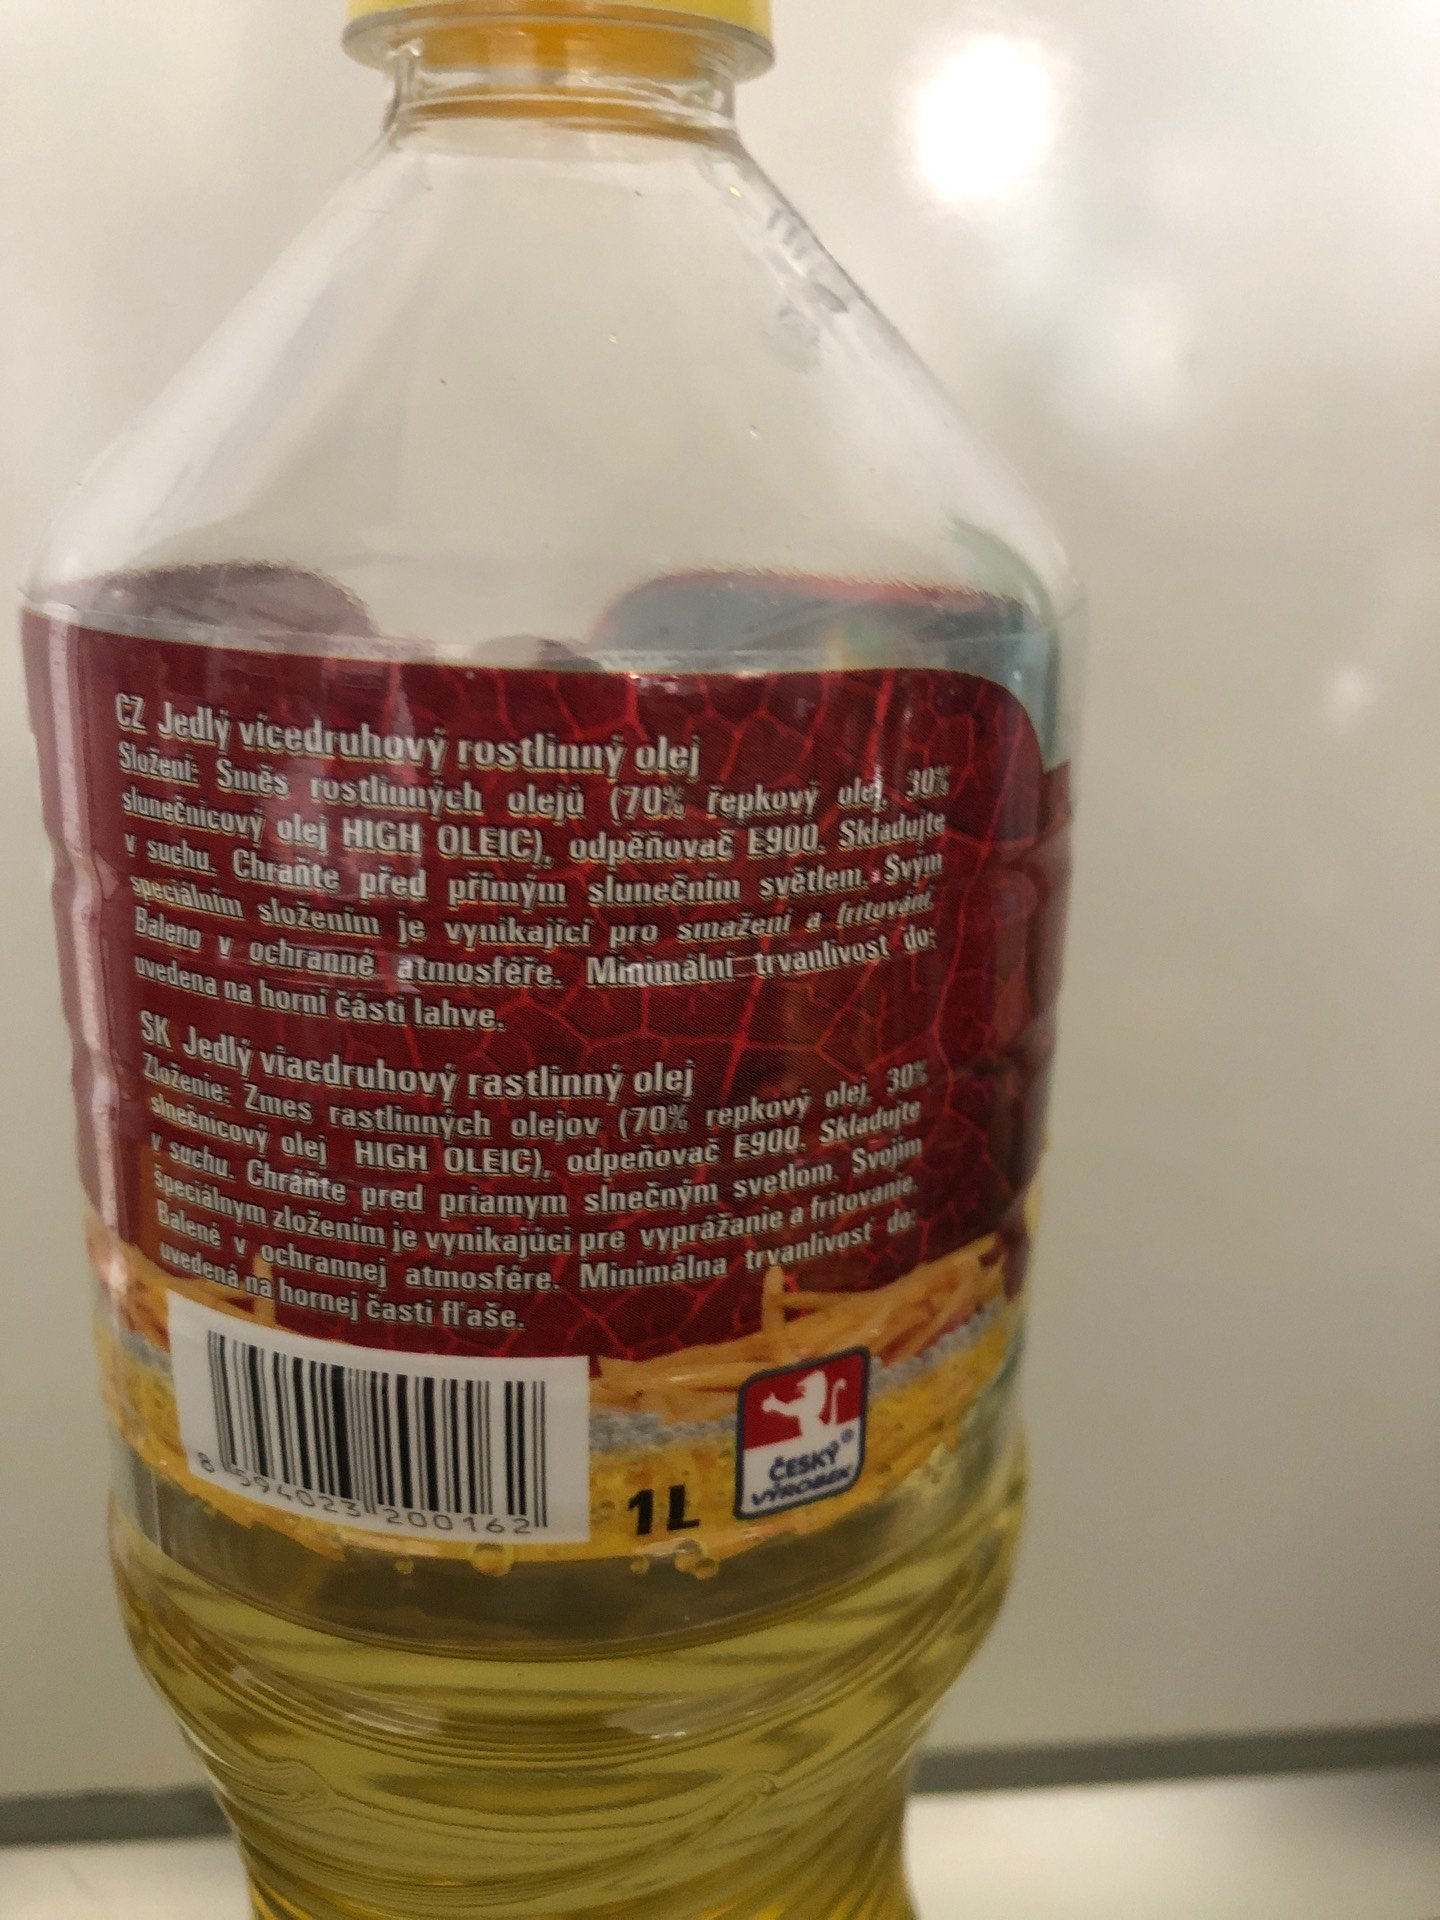 CZ Jedlý vícedruhový rostlinný olej
Složení: Směs rostlinných olejů (70% řepkový olej, 30%
slunečnicový olej HIGH OLEIC), odpěňovač E900. Skladujte
v suchu. Chraňte před přímým slunečním světlem. Svým
speciálním složením je vynikající pro smažení a fritování.
Baleno v ochranné atmosféře. Minimální trvanlivost do:
uvedena na horní části lahve.
SK Jedlý viacdruhový rastlinný olej
Zloženie: Zmes rastlinných olejov (70% repkový olej, 30%
slnečnicový olej HIGH OLEIC), odpeňovač E900. Skladujte
v suchu. Chráňte pred priamym slnečným svetlom. Svojím
špeciálnym zložením je vynikajúci pre vyprážanie a fritovanie.
Balené v ochrannej atmosfére. Minimálna trvanlivosť do:
uvedená na hornej časti fľaše.
8 594023 200162
1L
ČESKÝ®
VÝROBEK